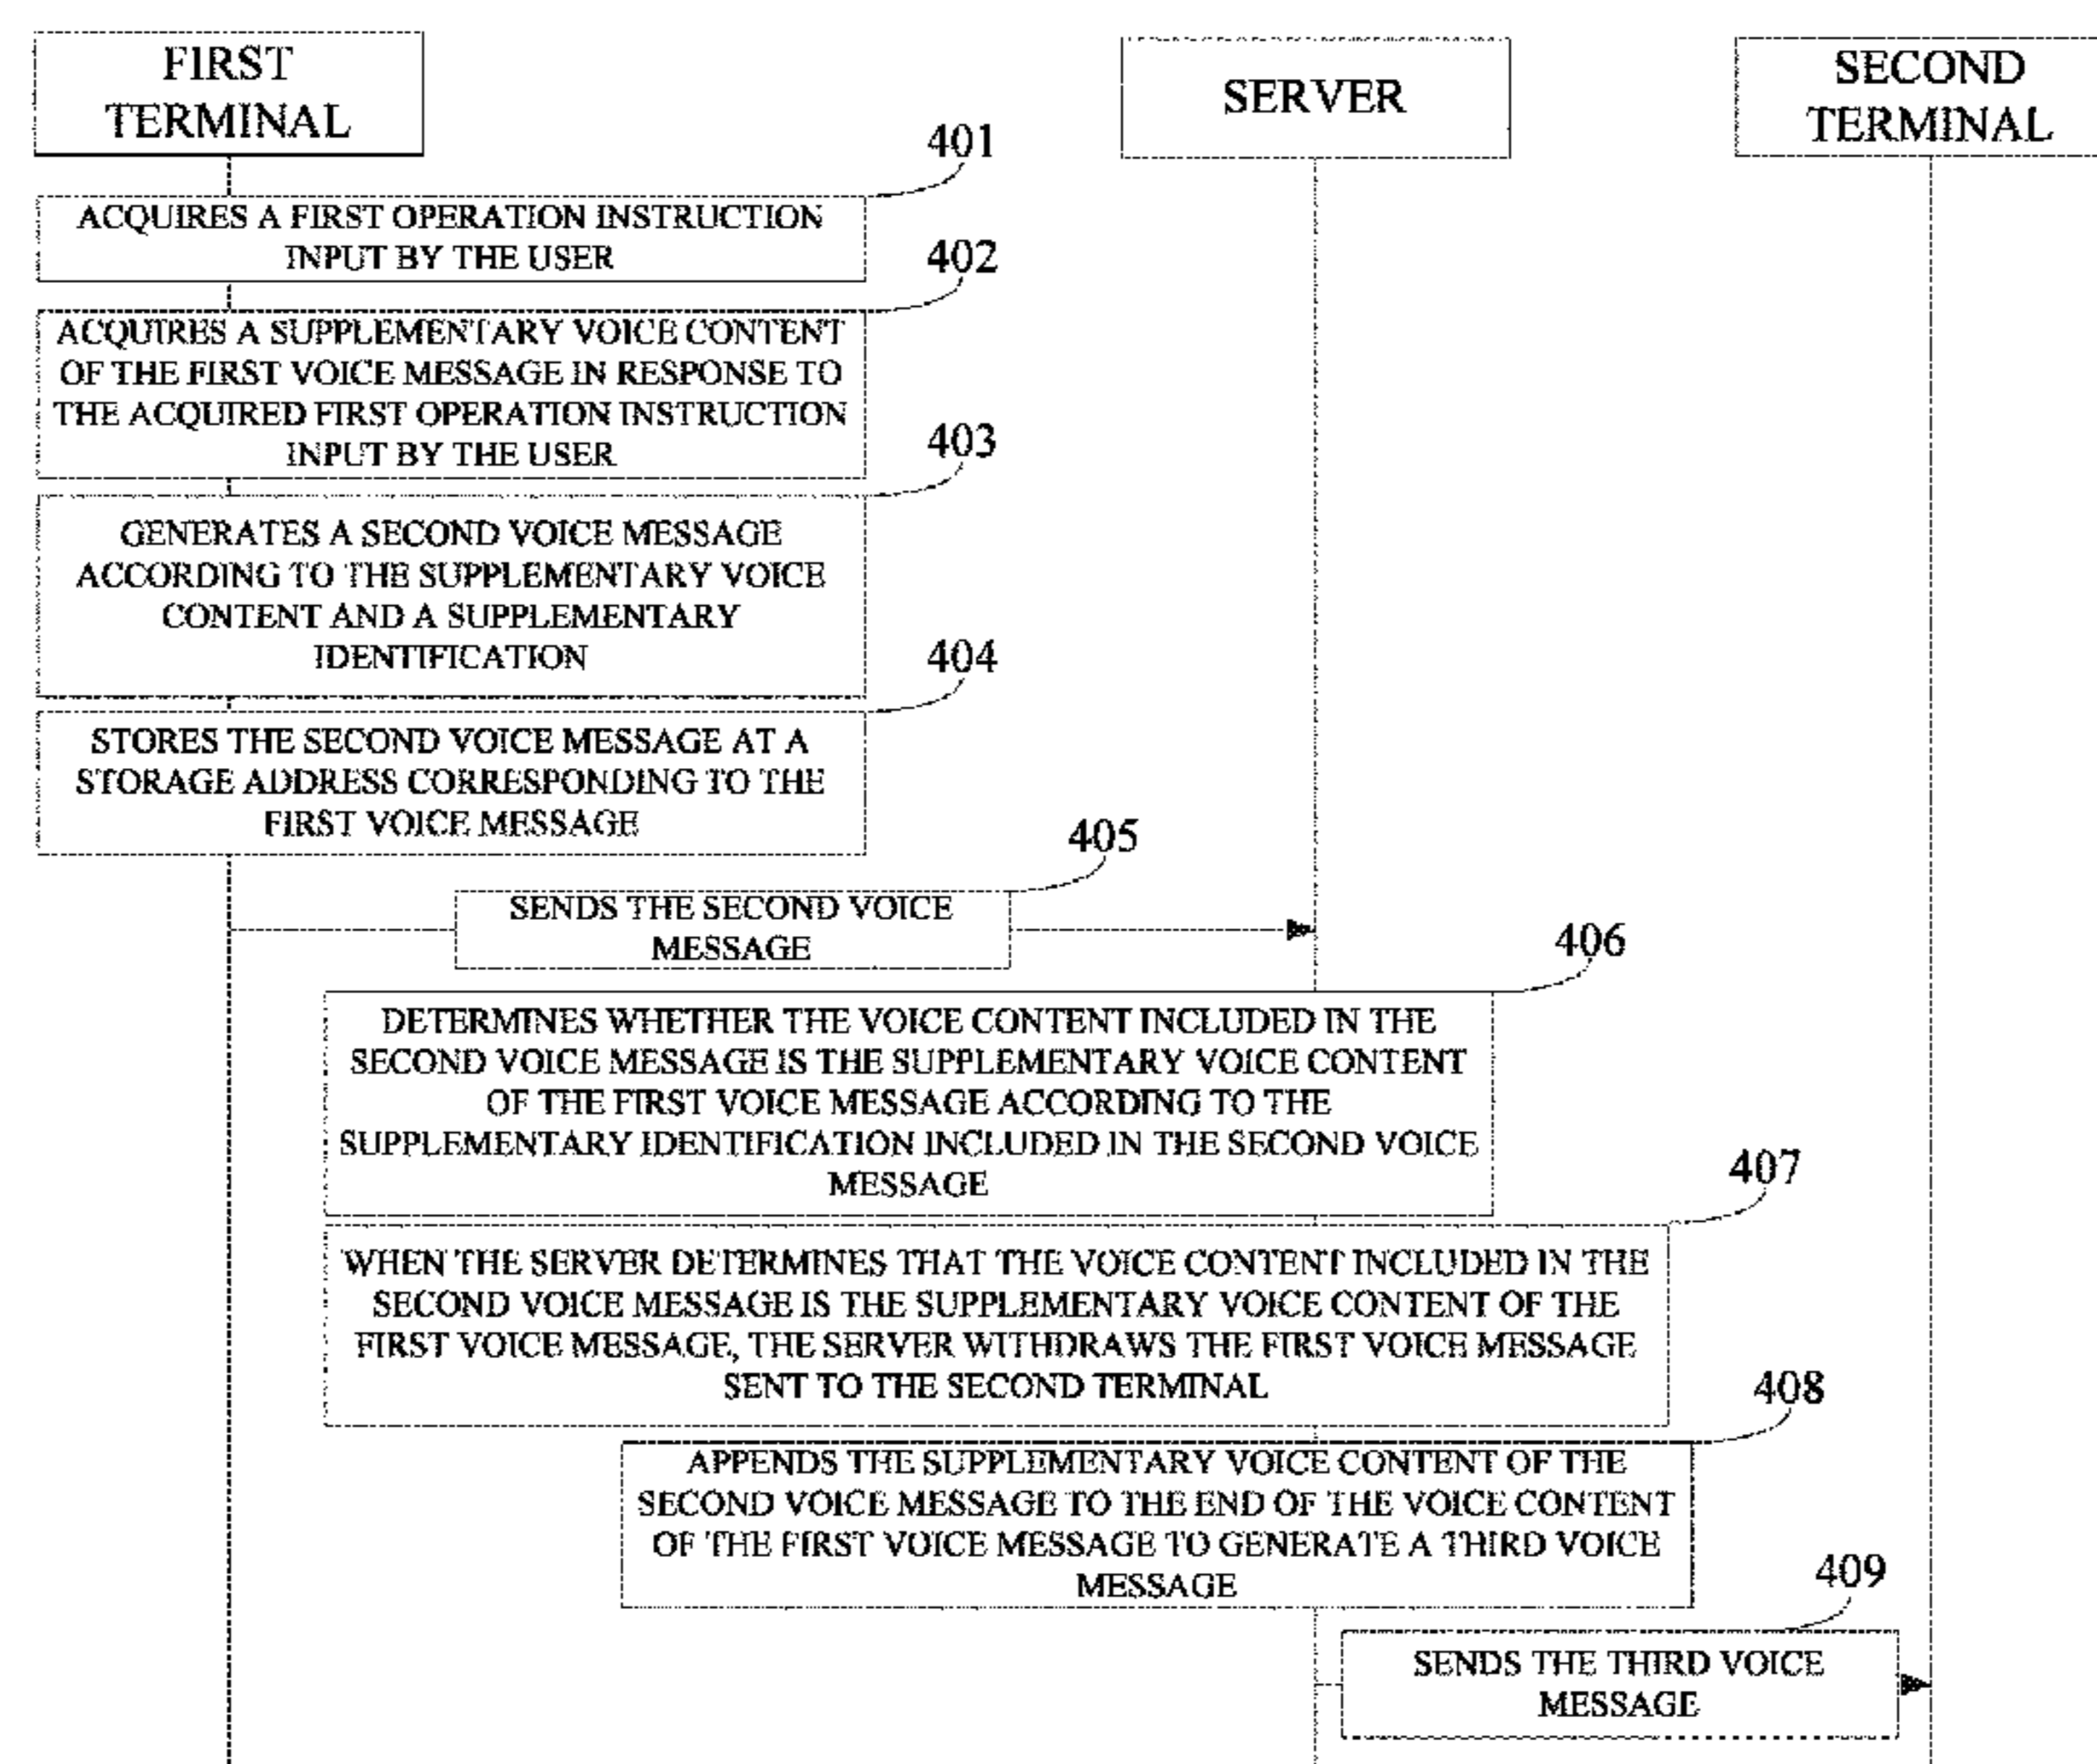 FIRST
TERMINAL
SERVER
SECOND
TERMINAL
401
ACQUIRES A FIRST OPERATION INSTRUCTION
INPUT BY THE USER
402
ACQUIRES A SUPPLEMENTARY VOICE CONTENT
OF THE FIRST VOICE MESSAGE IN RESPONSE TO
THE ACQUIRED FIRST OPERATION INSTRUCTION
INPUT BY THE USER
403
GENERATES A SECOND VOICE MESSAGE
ACCORDING TO THE SUPPLEMENTARY VOICE
CONTENT AND A SUPPLEMENTARY
IDENTIFICATION
404
STORES THE SECOND VOICE MESSAGE AT A
STORAGE ADDRESS CORRESPONDING TO THE
FIRST VOICE MESSAGE
405
SENDS THE SECOND VOICE
MESSAGE
406
DETERMINES WHETHER THE VOICE CONTENT INCLUDED IN THE
SECOND VOICE MESSAGE IS THE SUPPLEMENTARY VOICE CONTENT
OF THE FIRST VOICE MESSAGE ACCORDING TO THE
SUPPLEMENTARY IDENTIFICATION INCLUDED IN THE SECOND VOICE
MESSAGE
407
WHEN THE SERVER DETERMINES THAT THE VOICE CONTENT INCLUDED IN THE
SECOND VOICE MESSAGE IS THE SUPPLEMENTARY VOICE CONTENT OF THE
FIRST VOICE MESSAGE, THE SERVER WITHDRAWS THE FIRST VOICE MESSAGE
SENT TO THE SECOND TERMINAL
408
APPENDS THE SUPPLEMENTARY VOICE CONTENT OF THE
SECOND VOICE MESSAGE TO THE END OF THE VOICE CONTENT
OF THE FIRST VOICE MESSAGE TO GENERATE A THIRD VOICE
MESSAGE
409
SENDS THE THIRD VOICE
MESSAGE